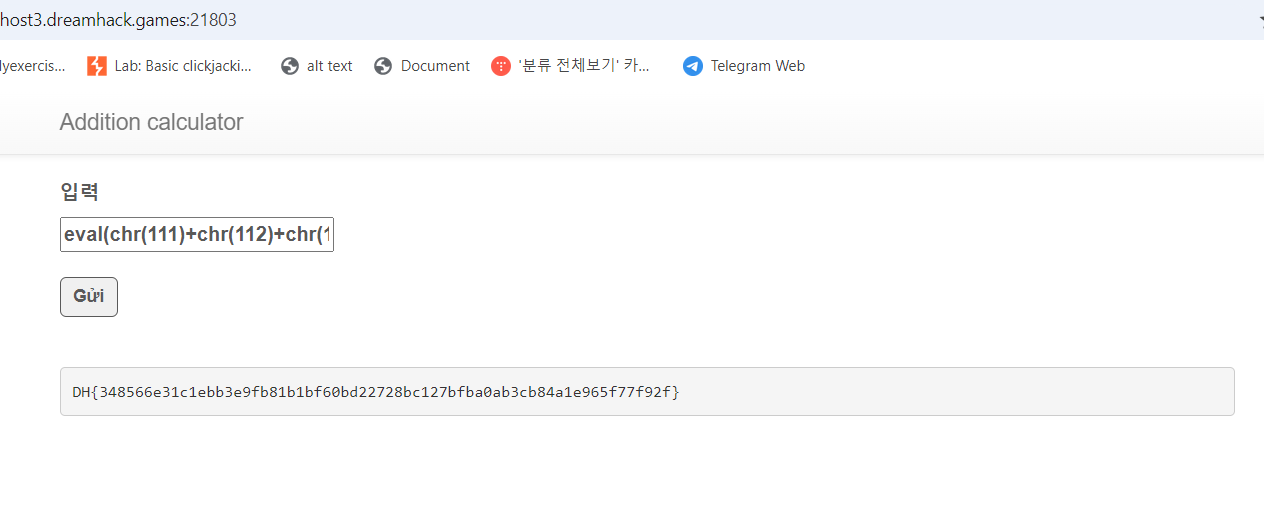 host3.dreamhack.games:21803
lyexercis... Lab: Basic clickjacki... alt text Document '분류 전체보기' 카... Telegram Web
Addition calculator
입력
eval(chr(111)+chr(112)+chr(1
Gửi
DH{348566e31c1ebb3e9fb81b1bf60bd22728bc127bfba0ab3cb84a1e965f77f92f}